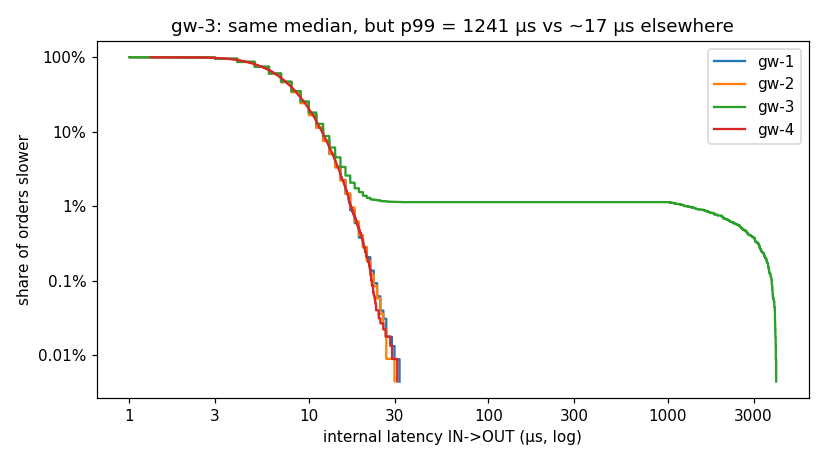 gw-3: same median, but p99 = 1241 µs vs ~17 µs elsewhere
share of orders slower
100%
10%
1%
0.1%
0.01%
gw-1
gw-2
gw-3
gw-4
1 3 10 30 100 300 1000 3000
internal latency IN->OUT (µs, log)